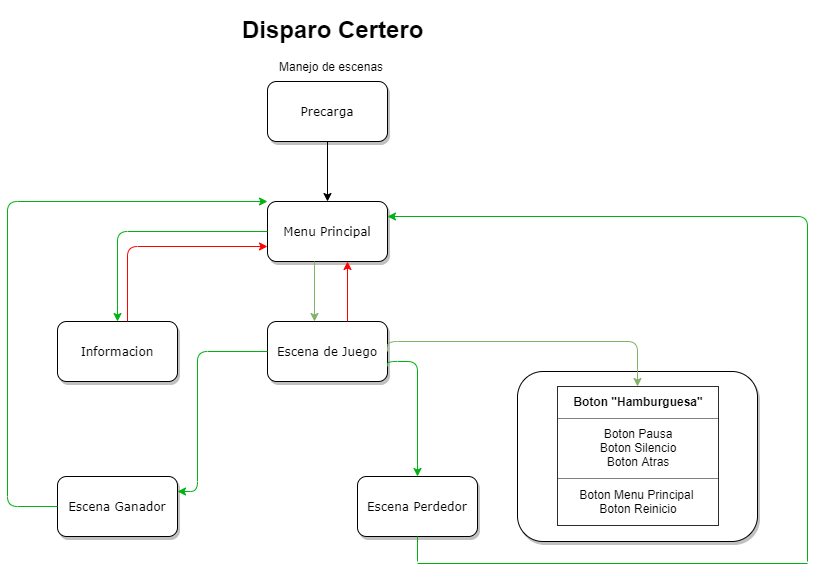 Disparo Certero
Manejo de escenas
Precarga
Menu Principal
Informacion
Escena de Juego
Boton "Hamburguesa"
Boton Pausa
Boton Silencio
Boton Atras
Boton Menu Principal
Boton Reinicio
Escena Ganador
Escena Perdedor